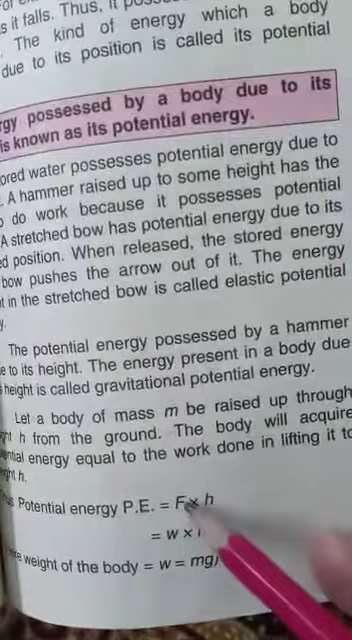 s it falls. Thus, it
The kind of energy which a body
due to its position is called its potential
rgy possessed by a body due to its
is known as its potential energy.
ored water possesses potential energy due to
A hammer raised up to some height has the
o do work because it possesses potential
A stretched bow has potential energy due to its
ed position. When released, the stored energy
bow pushes the arrow out of it. The energy
t in the stretched bow is called elastic potential
y.
The potential energy possessed by a hammer
e to its height. The energy present in a body due
height is called gravitational potential energy.
Let a body of mass m be raised up through
ght h from the ground. The body will acquire
ential energy equal to the work done in lifting it to
ght h.
Potential energy P.E. = F × h
= w ×
ere weight of the body = w = mg)